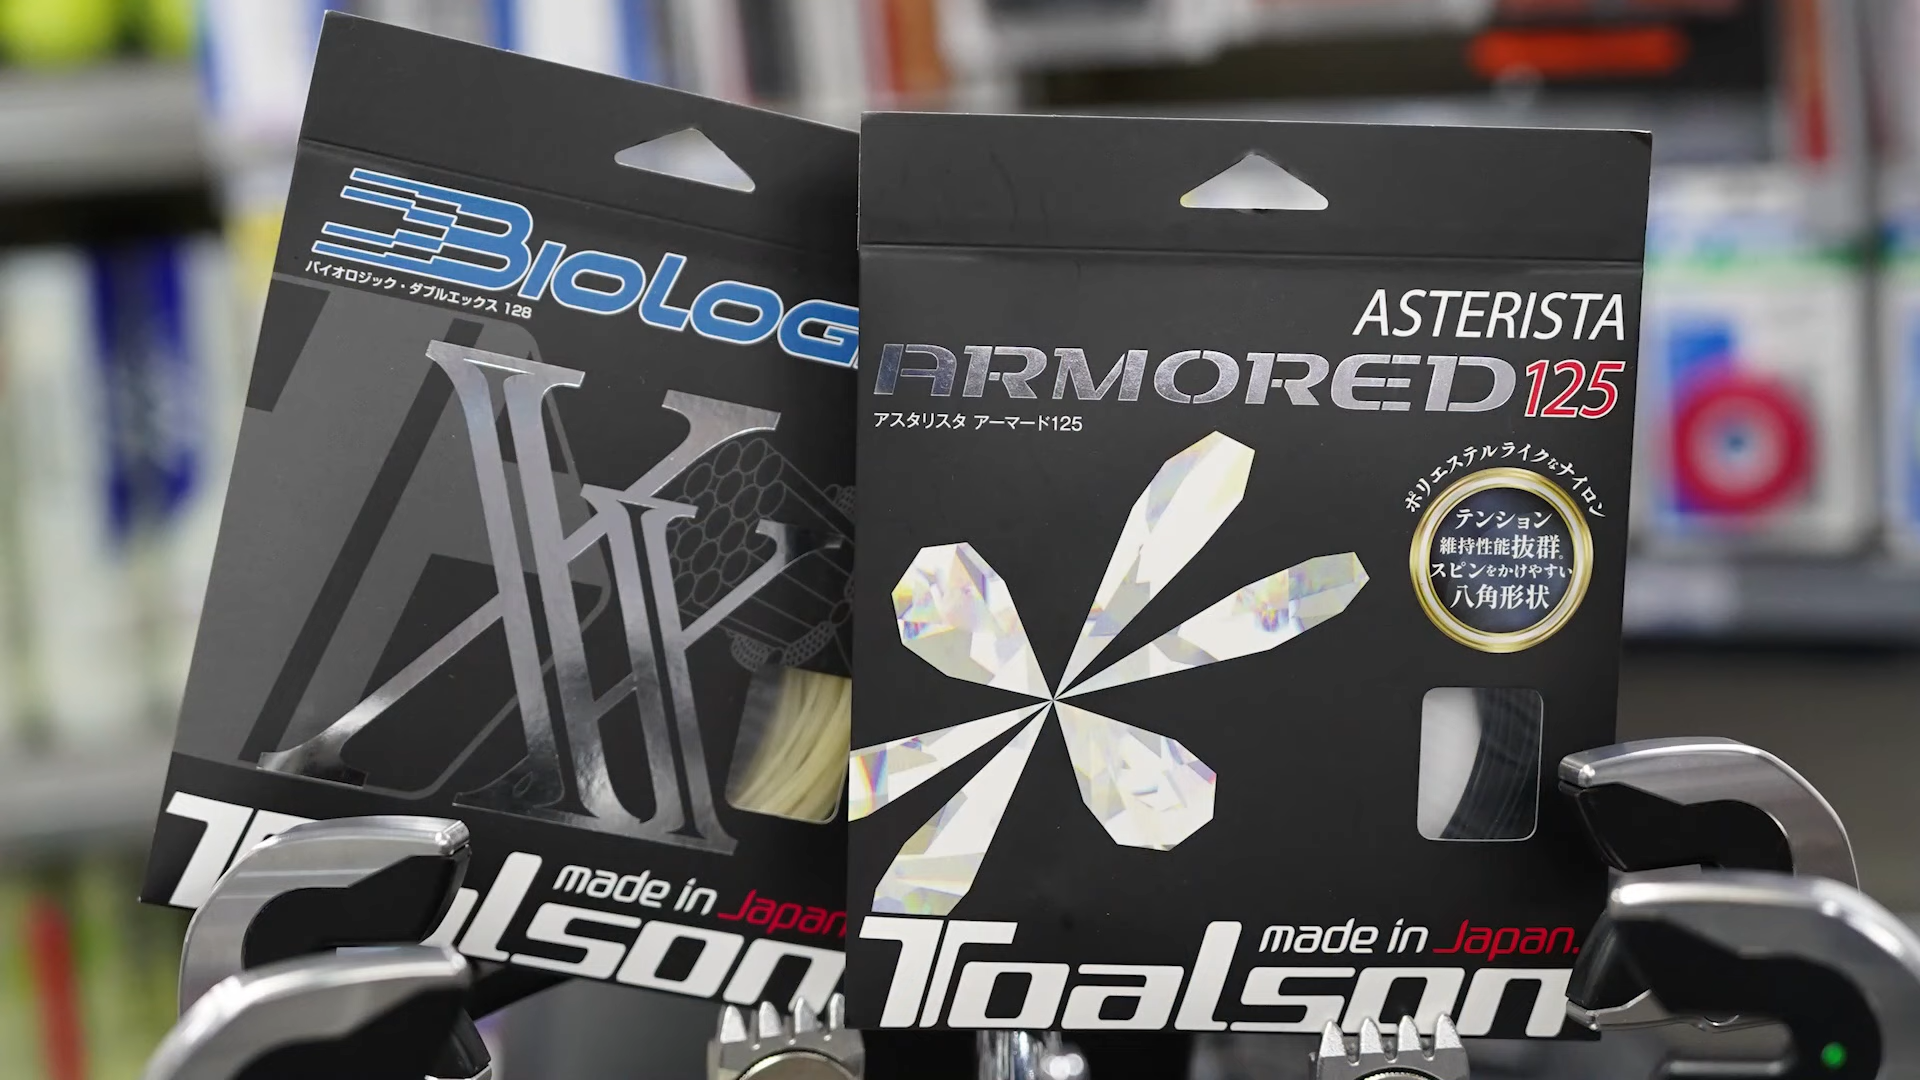 BIOLOG
バイオロジック・ダブルエックス 128
XX
Toalson
made in Japan
ASTERISTA
ARMORED 125
アスタリスタ アーマード125
ポリエステルライクなナイロン
テンション
維持性能抜群。
スピンをかけやすい
八角形状
made in Japan.
Toalson